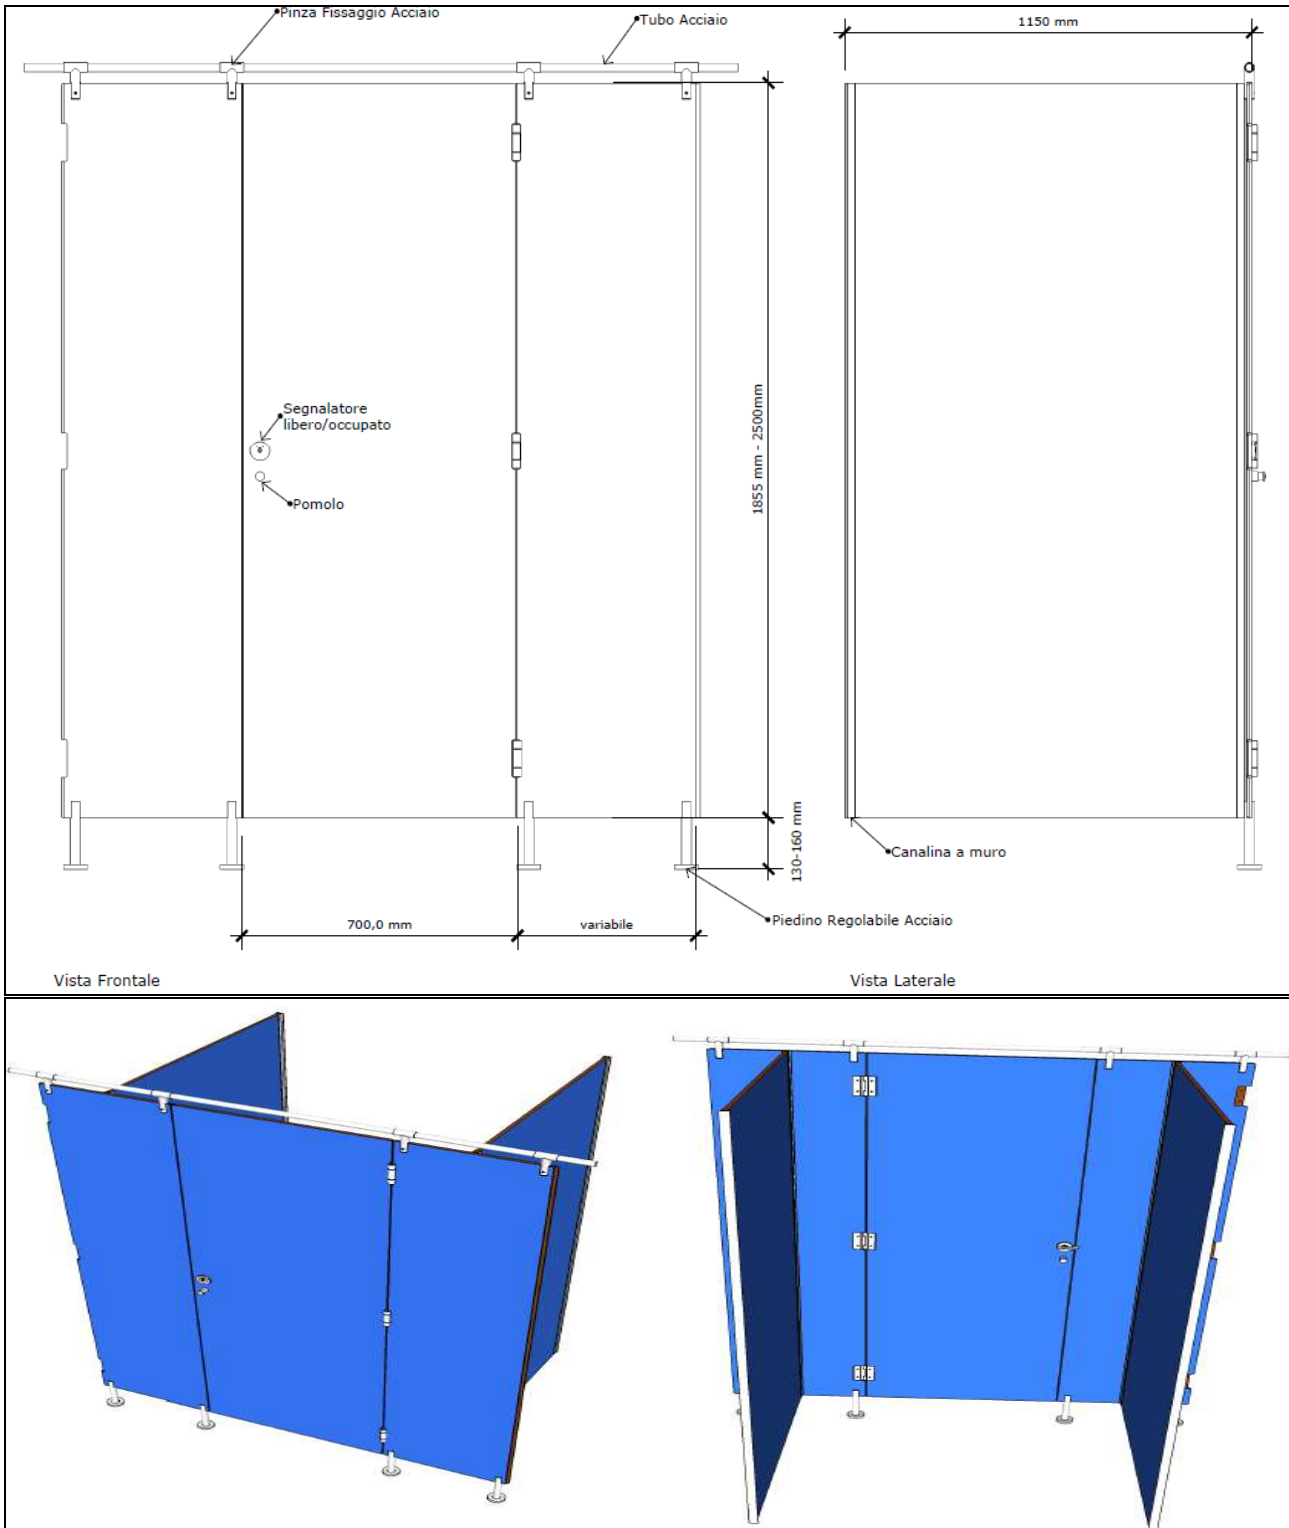 Pinza Fissaggio Acciaio
Tubo Acciaio
1150 mm
Segnalatore
libero/occupato
Pomolo
1855 mm - 2500mm
130-160 mm
Canalina a muro
Piedino Regolabile Acciaio
700,0 mm
variabile
Vista Frontale
Vista Laterale